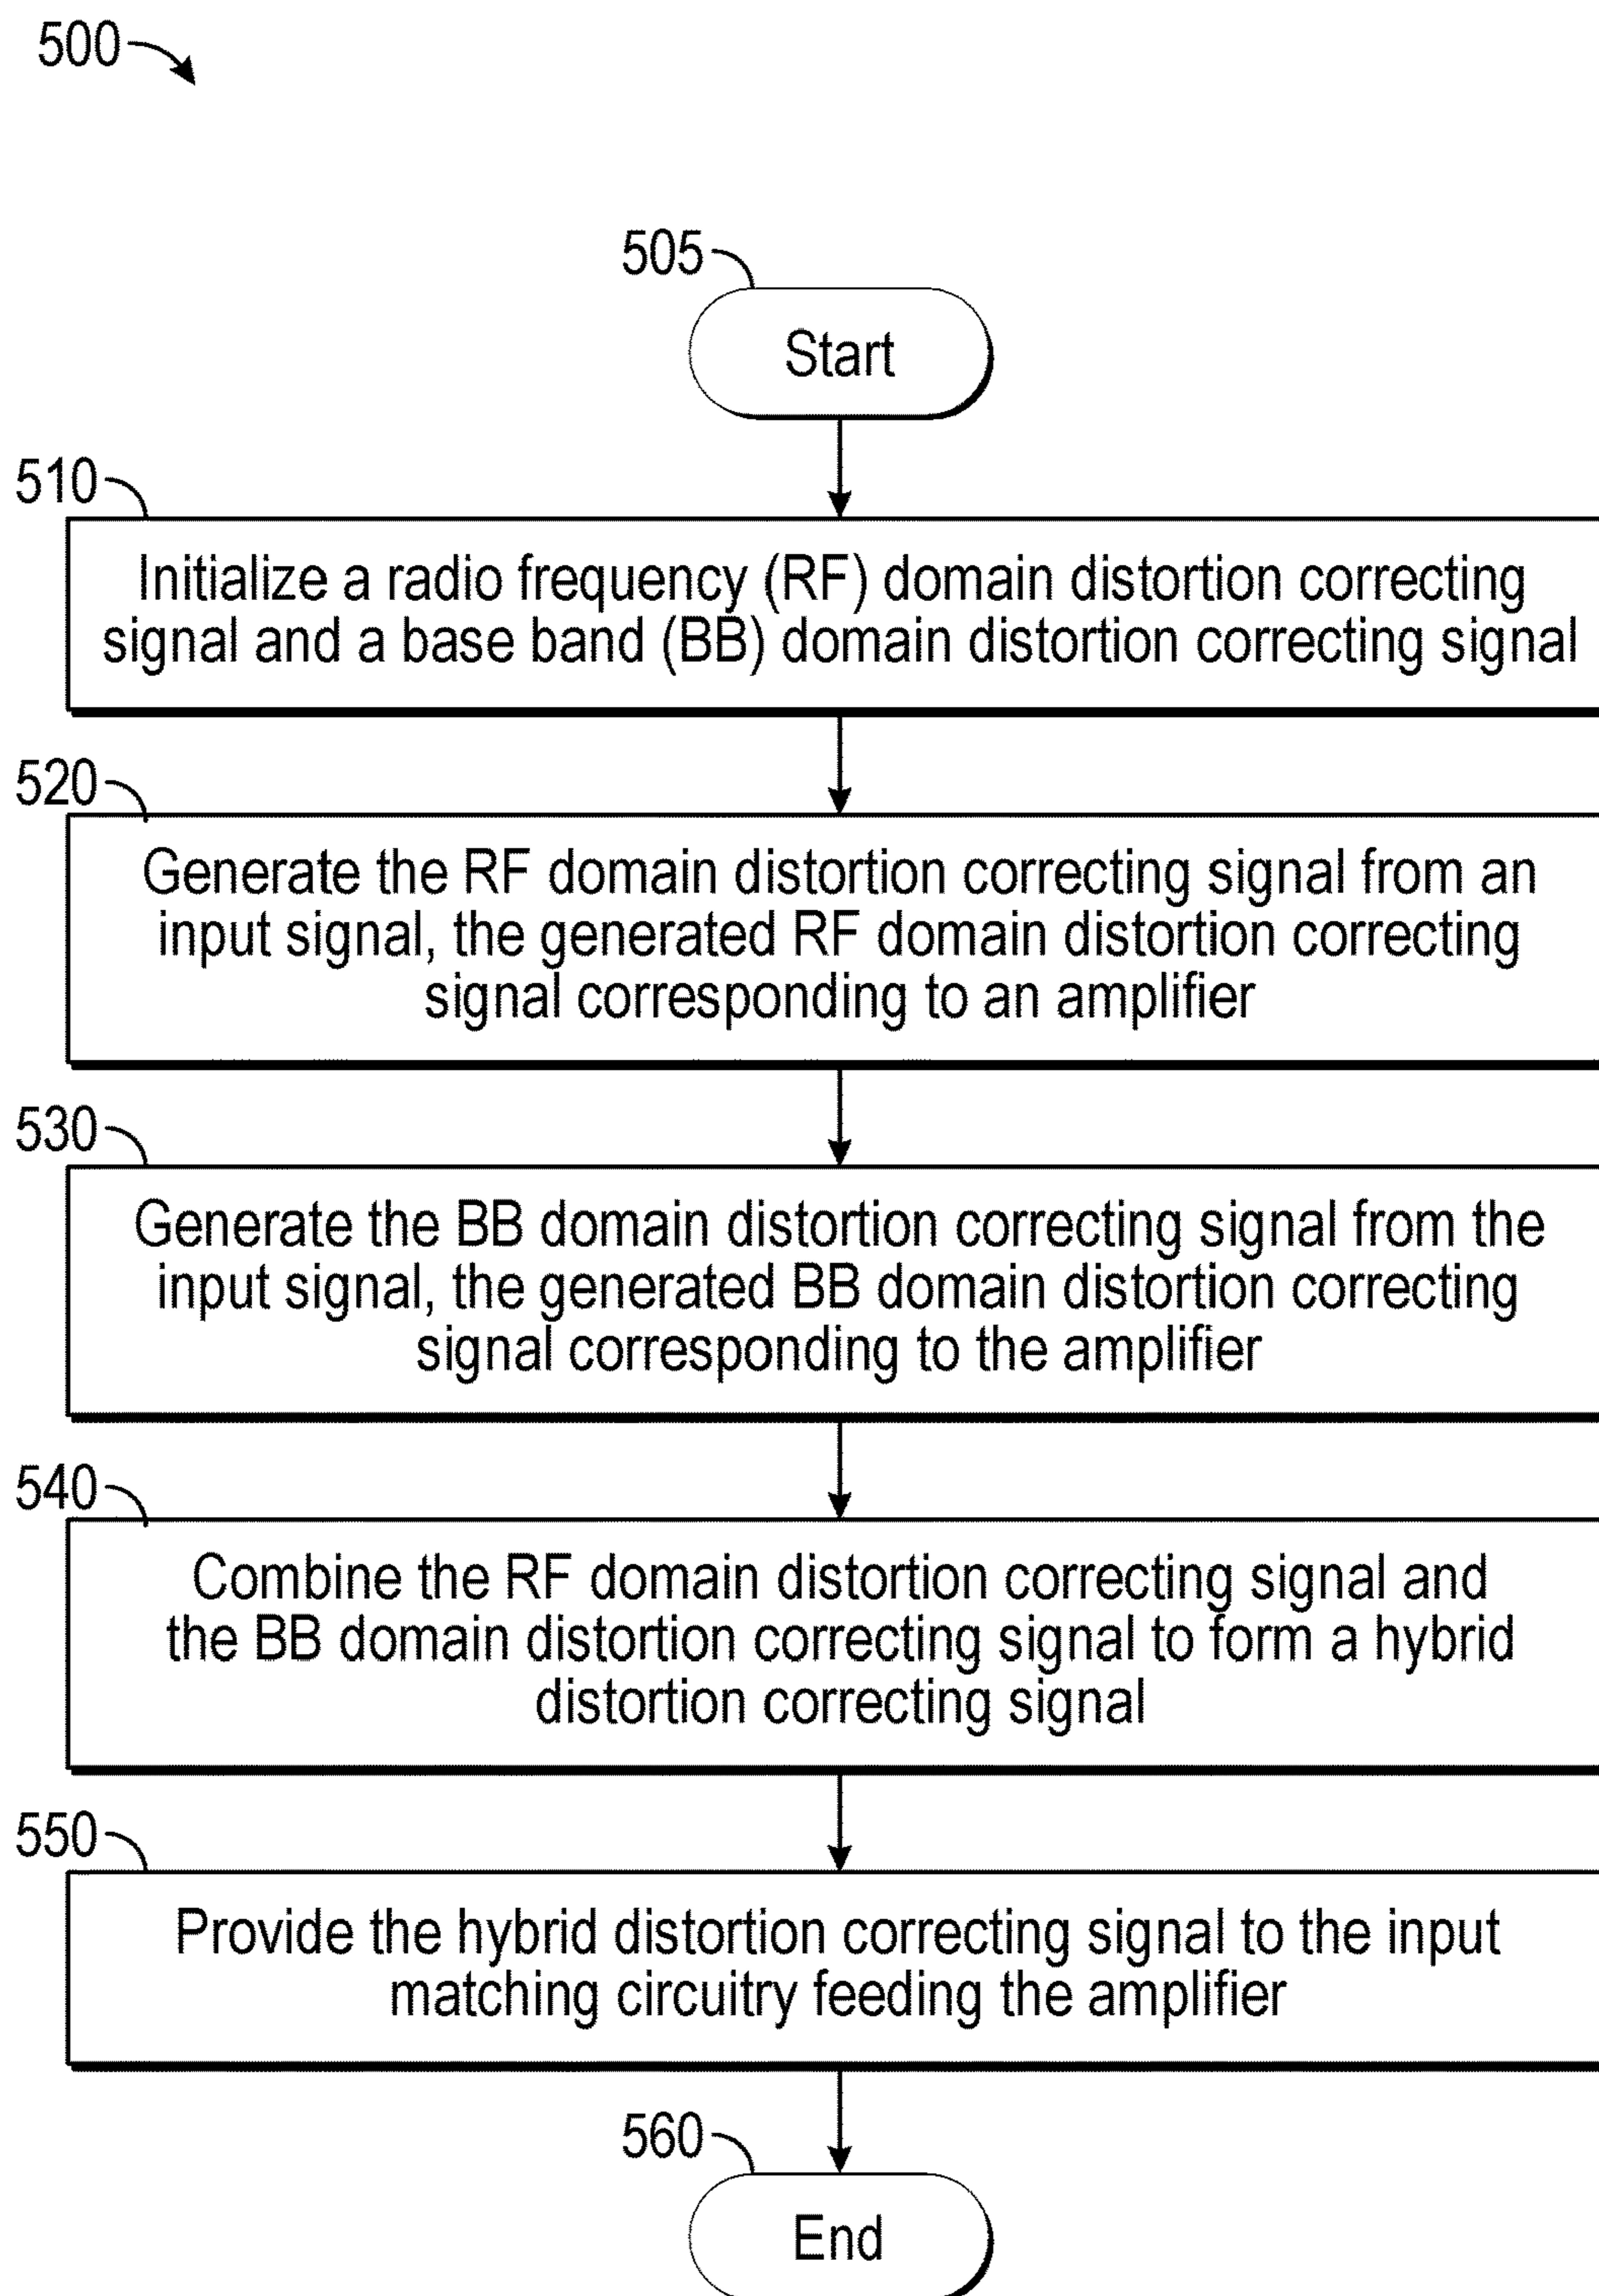 500
505
Start
510
Initialize a radio frequency (RF) domain distortion correcting
signal and a base band (BB) domain distortion correcting signal
520
Generate the RF domain distortion correcting signal from an
input signal, the generated RF domain distortion correcting
signal corresponding to an amplifier
530
Generate the BB domain distortion correcting signal from the
input signal, the generated BB domain distortion correcting
signal corresponding to the amplifier
540
Combine the RF domain distortion correcting signal and
the BB domain distortion correcting signal to form a hybrid
distortion correcting signal
550
Provide the hybrid distortion correcting signal to the input
matching circuitry feeding the amplifier
560
End